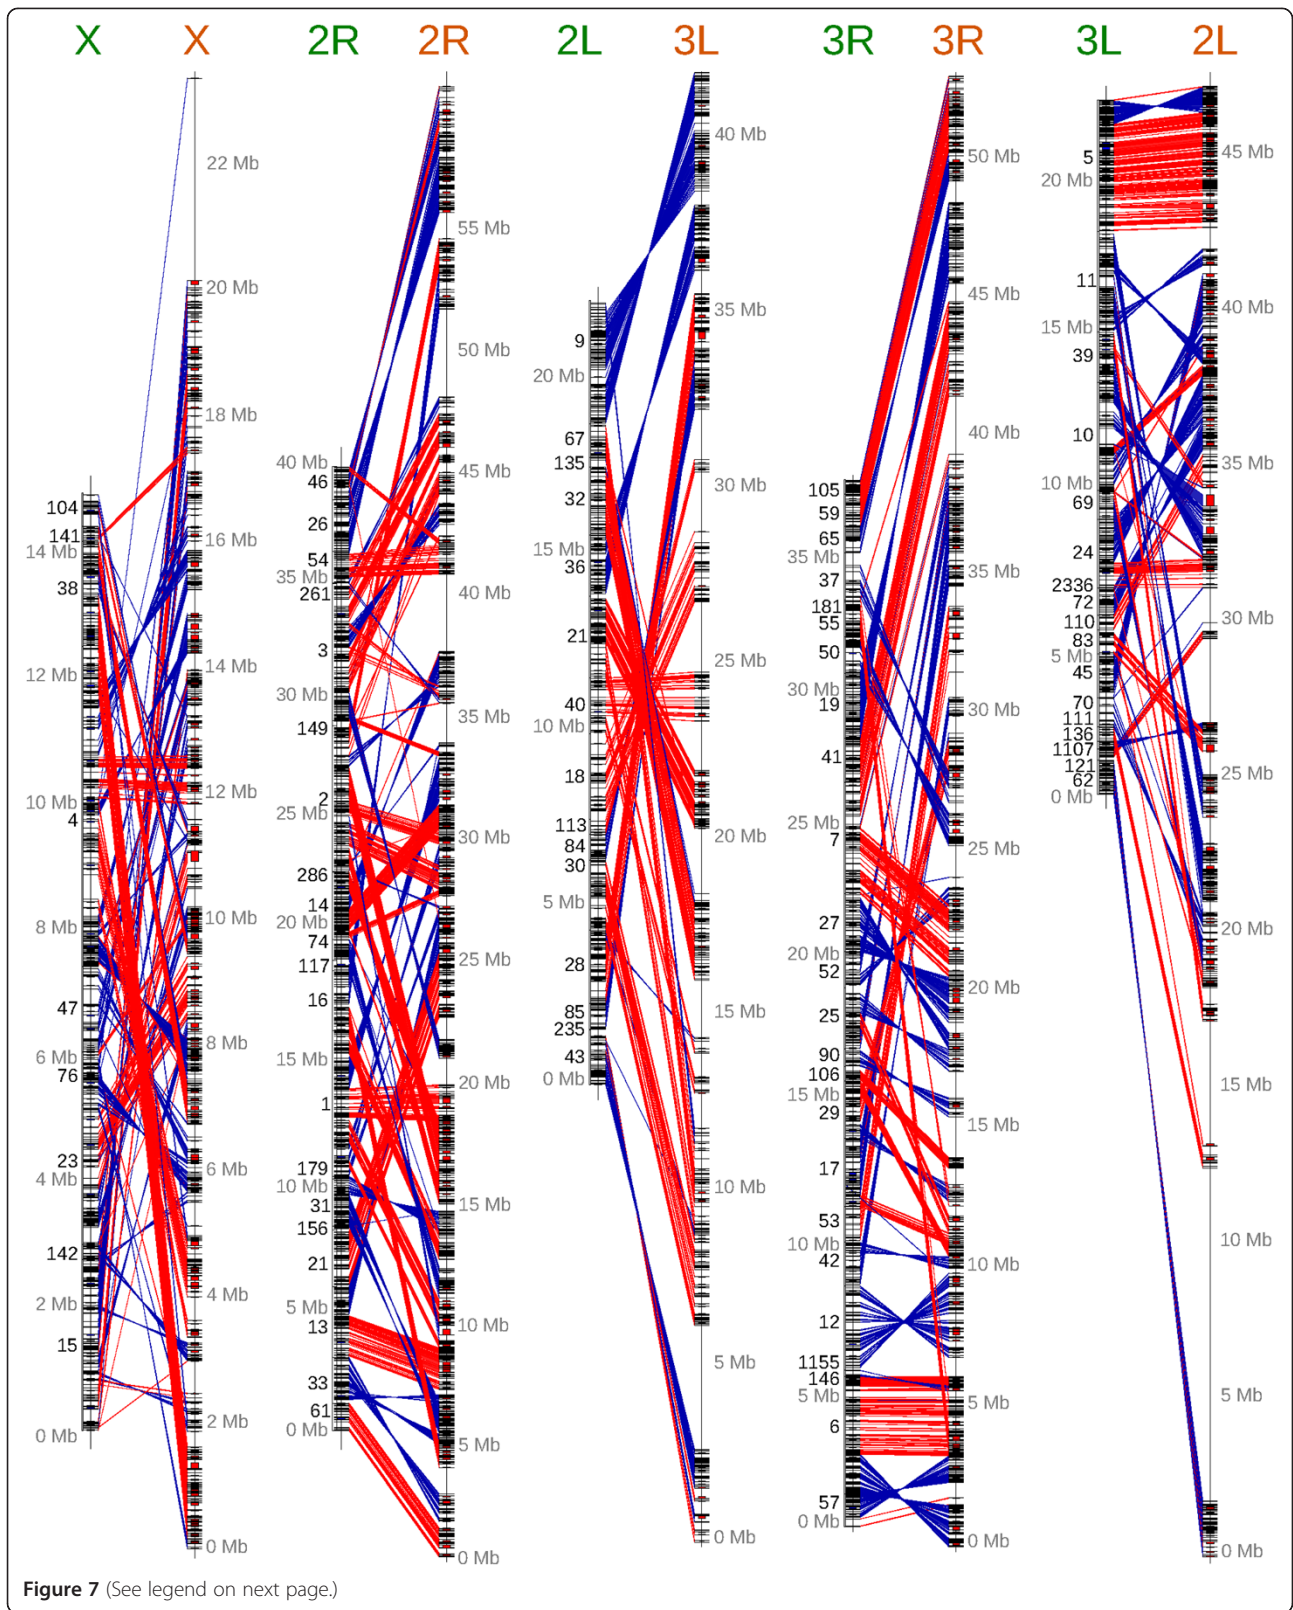 X X 2R 2R 2L 3L 3R 3R 3L 2L
104
141
14 Mb
38
12 Mb
10 Mb
4
8 Mb
47
6 Mb
76
23
4 Mb
142
2 Mb
15
0 Mb
22 Mb
20 Mb
18 Mb
16 Mb
14 Mb
12 Mb
10 Mb
8 Mb
6 Mb
4 Mb
2 Mb
0 Mb
40 Mb
46
26
54
35 Mb
261
3
30 Mb
149
2
25 Mb
286
14
20 Mb
74
117
16
15 Mb
1
179
10 Mb
31
156
21
5 Mb
13
33
61
0 Mb
55 Mb
50 Mb
45 Mb
40 Mb
35 Mb
30 Mb
25 Mb
20 Mb
15 Mb
10 Mb
5 Mb
0 Mb
9
20 Mb
67
135
32
15 Mb
36
21
40
10 Mb
18
113
84
30
5 Mb
28
85
235
43
0 Mb
40 Mb
35 Mb
30 Mb
25 Mb
20 Mb
15 Mb
10 Mb
5 Mb
0 Mb
105
59
65
35 Mb
37
181
55
50
30 Mb
19
41
25 Mb
7
27
20 Mb
52
25
90
106
15 Mb
29
17
53
10 Mb
42
12
1155
146
5 Mb
6
57
0 Mb
50 Mb
45 Mb
40 Mb
35 Mb
30 Mb
25 Mb
20 Mb
15 Mb
10 Mb
5 Mb
0 Mb
5
20 Mb
11
15 Mb
39
10
10 Mb
69
24
2336
72
110
83
5 Mb
45
70
111
136
1107
121
62
0 Mb
45 Mb
40 Mb
35 Mb
30 Mb
25 Mb
20 Mb
15 Mb
10 Mb
5 Mb
0 Mb
Figure 7 (See legend on next page.)